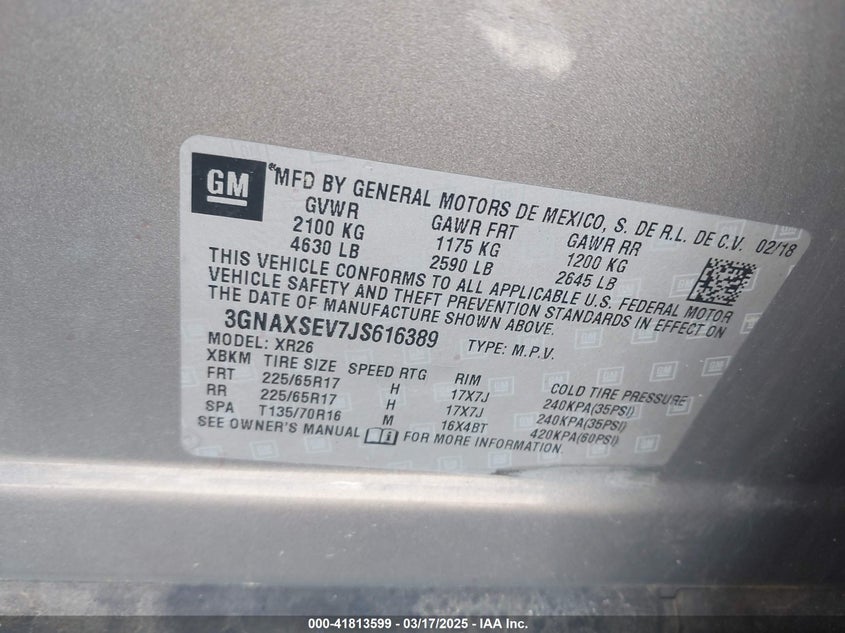 GM
MFD BY GENERAL MOTORS DE MEXICO, S. DE R.L. DE C.V. 02/18
GVWR GAWR FRT GAWR RR
2100 KG 1175 KG 1200 KG
4630 LB 2590 LB 2645 LB
THIS VEHICLE CONFORMS TO ALL APPLICABLE U.S. FEDERAL MOTOR
VEHICLE SAFETY AND THEFT PREVENTION STANDARDS IN EFFECT ON
THE DATE OF MANUFACTURE SHOWN ABOVE.
3GNAXSEV7JS616389 TYPE: M.P.V.
MODEL: XR26
XBKM TIRE SIZE SPEED RTG RIM COLD TIRE PRESSURE
FRT 225/65R17 H 17X7J 240KPA(35PSI)
RR 225/65R17 H 17X7J 240KPA(35PSI)
SPA T135/70R16 M 16X4BT 420KPA(60PSI)
SEE OWNER'S MANUAL FOR MORE INFORMATION.
000-41813599 - 03/17/2025 - IAA Inc.